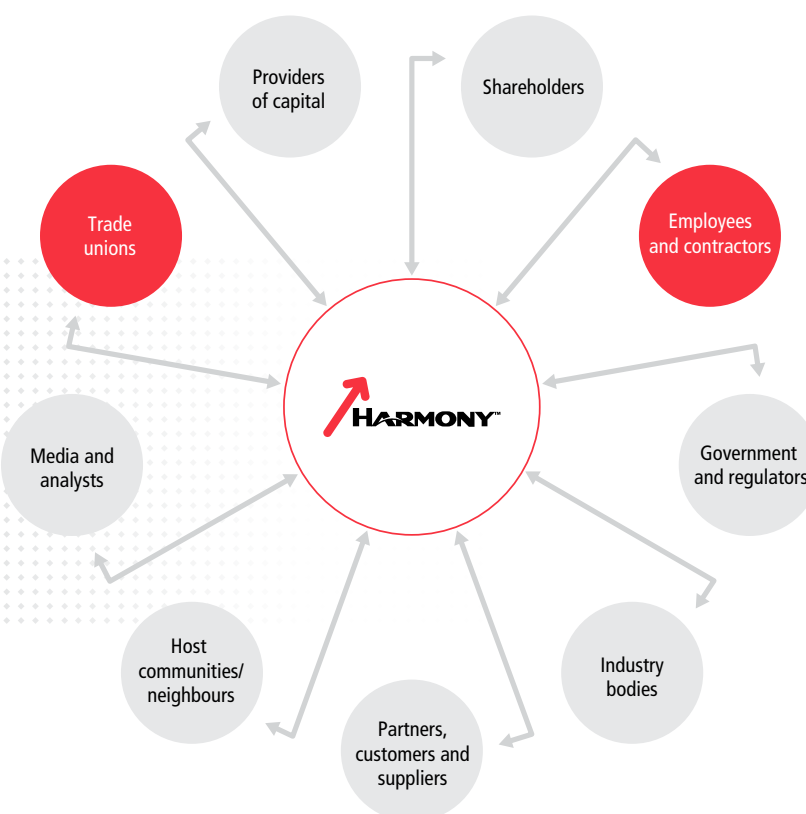 Providers
of capital
Shareholders
Trade
unions
Employees
and contractors
HARMONY™
Media and
analysts
Government
and regulators
Host
communities/
neighbours
Industry
bodies
Partners,
customers and
suppliers